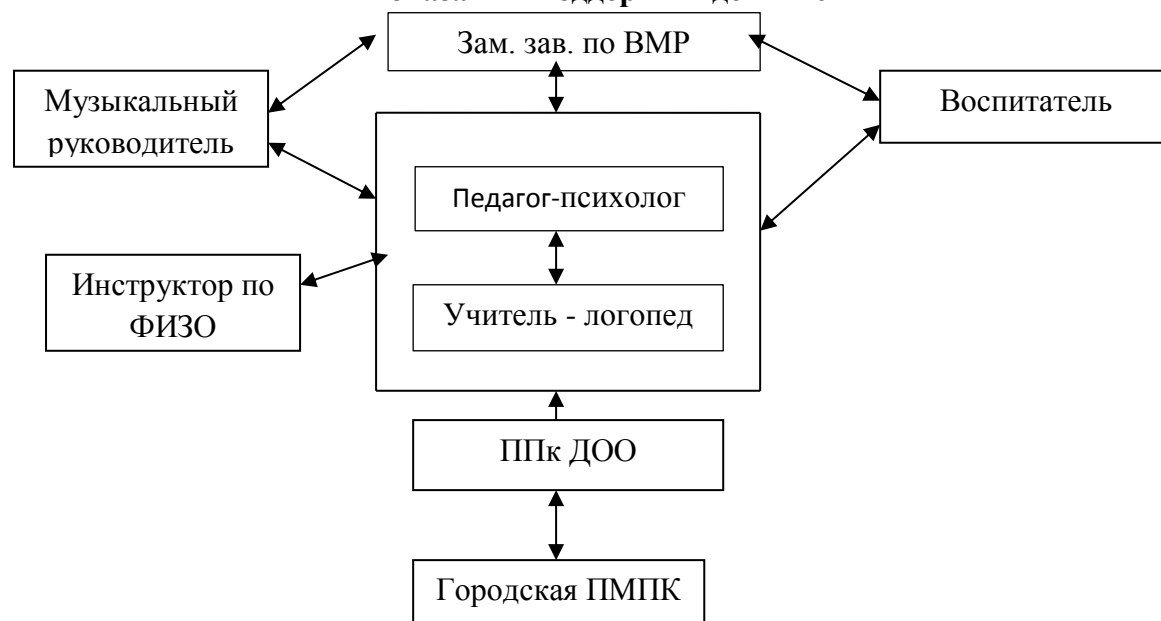 Зам. зав. по ВМР
Музыкальный
руководитель
Воспитатель
Педагог-психолог
Инструктор по
ФИЗО
Учитель - логопед
ППк ДОО
Городская ПМПК